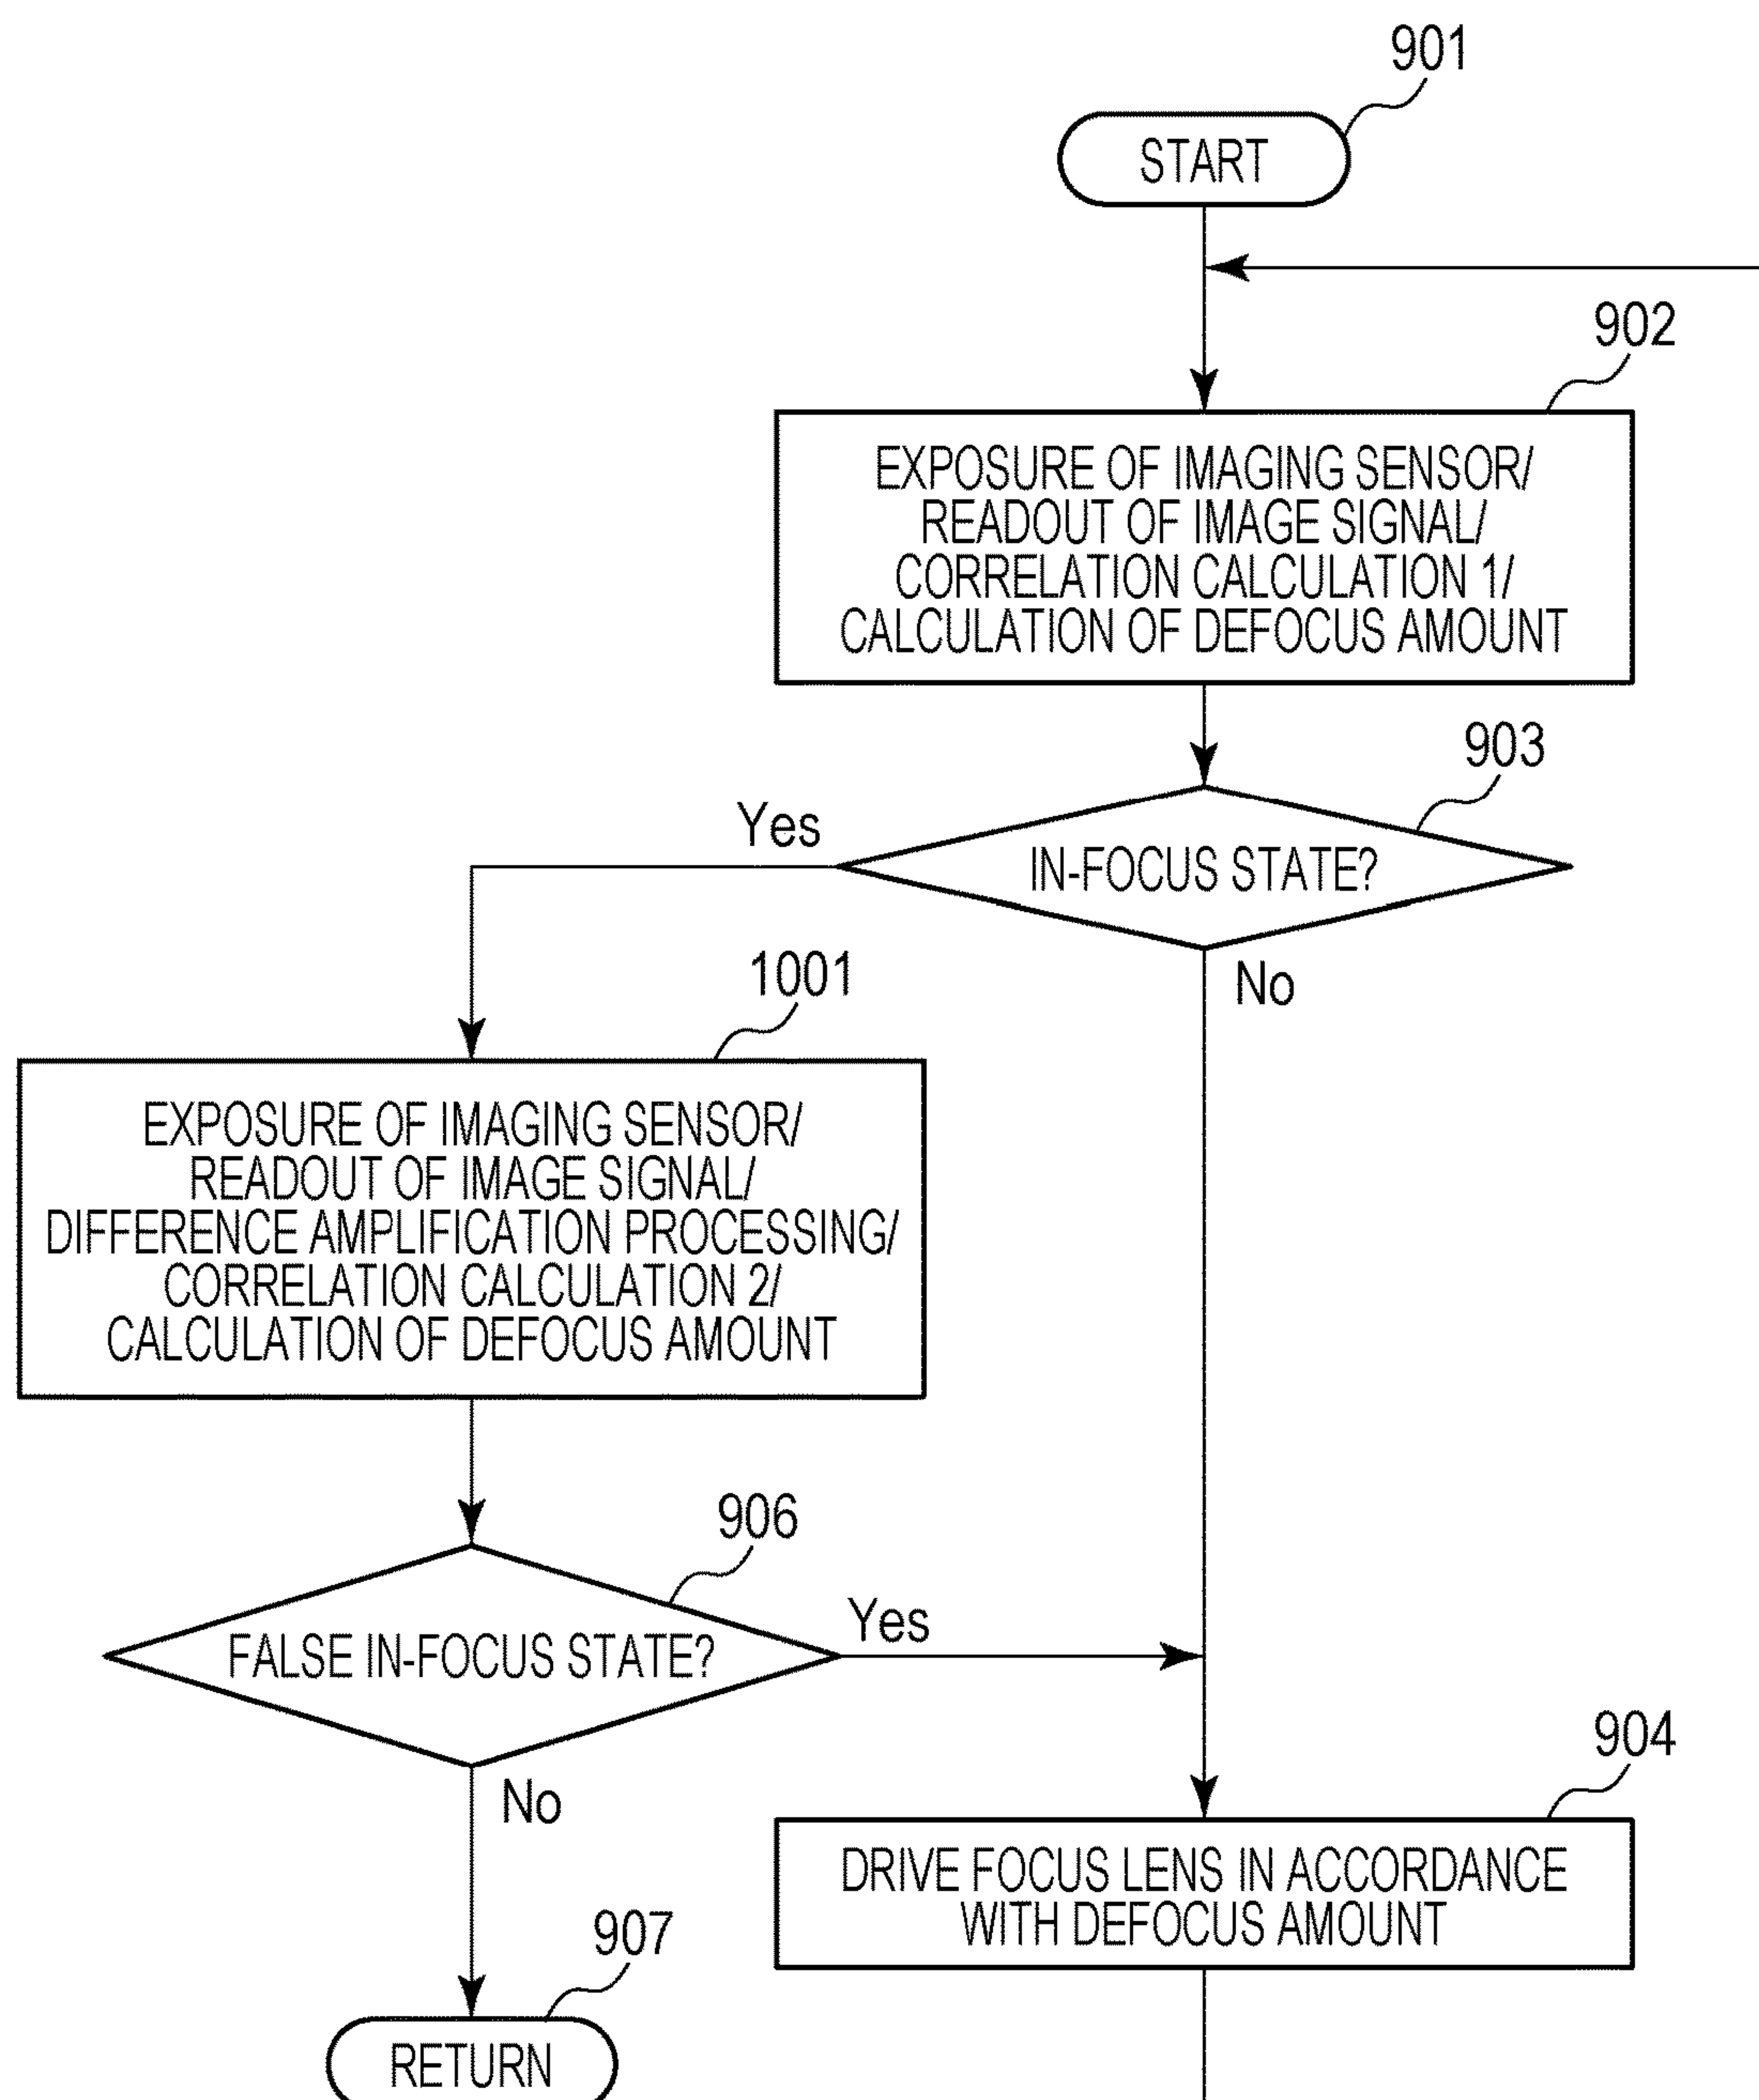 901
START
902
EXPOSURE OF IMAGING SENSOR/
READOUT OF IMAGE SIGNAL/
CORRELATION CALCULATION 1/
CALCULATION OF DEFOCUS AMOUNT
903
Yes
IN-FOCUS STATE?
No
1001
EXPOSURE OF IMAGING SENSOR/
READOUT OF IMAGE SIGNAL/
DIFFERENCE AMPLIFICATION PROCESSING/
CORRELATION CALCULATION 2/
CALCULATION OF DEFOCUS AMOUNT
906
Yes
FALSE IN-FOCUS STATE?
No
904
DRIVE FOCUS LENS IN ACCORDANCE
WITH DEFOCUS AMOUNT
907
RETURN